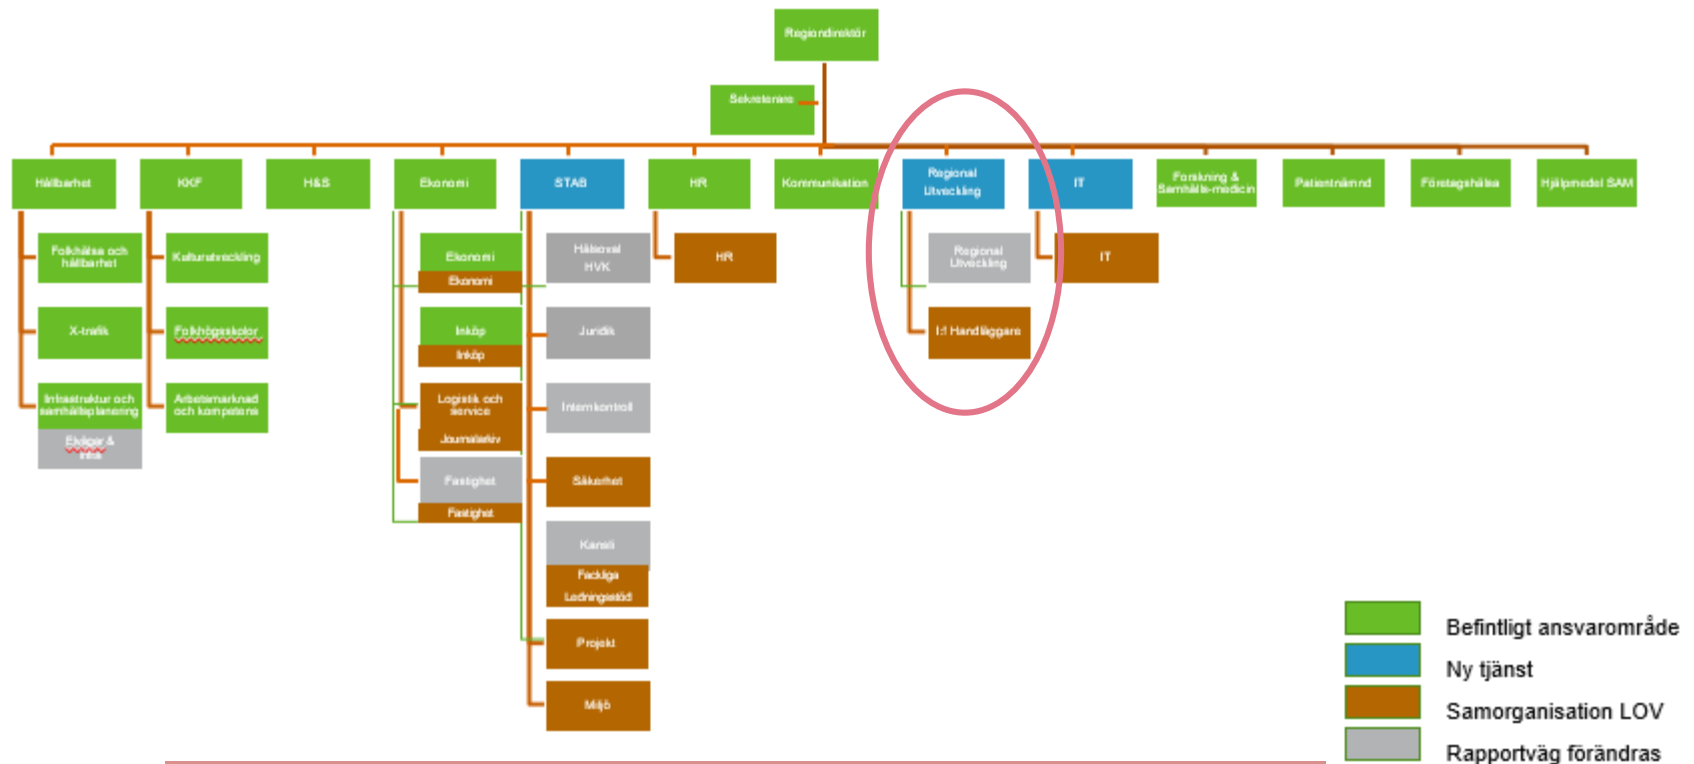 Regiondirektör
Sekreterare
Hållbarhet
KKF
H&S
Ekonomi
STAB
HR
Kommunikation
Regional
Utveckling
IT
Forskning &
Samhälls-medicin
Patientnämnd
Företagshälsa
Hjälpmedel SAM
Folkhälsa och
hållbarhet
X-trafik
Infrastruktur och
samhällsplanering
&
Kulturutveckling
Folkhögskolor
Arbetsmarknad
och kompetens
Ekonomi
Ekonomi
Inköp
Inköp
Logistik och
service
Journalarkiv
Fastighet
Fastighet
Hälsoval
HVK
Juridik
Internkontroll
Säkerhet
Kansli
Fackliga
Ledningsstöd
Projekt
Miljö
HR
Regional
Utveckling
Handläggare
IT
Befintligt ansvarområde
Ny tjänst
Samorganisation LOV
Rapportväg förändras